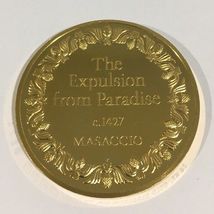 The
Expulsion
from Paradise
c.1427
MASACCIO